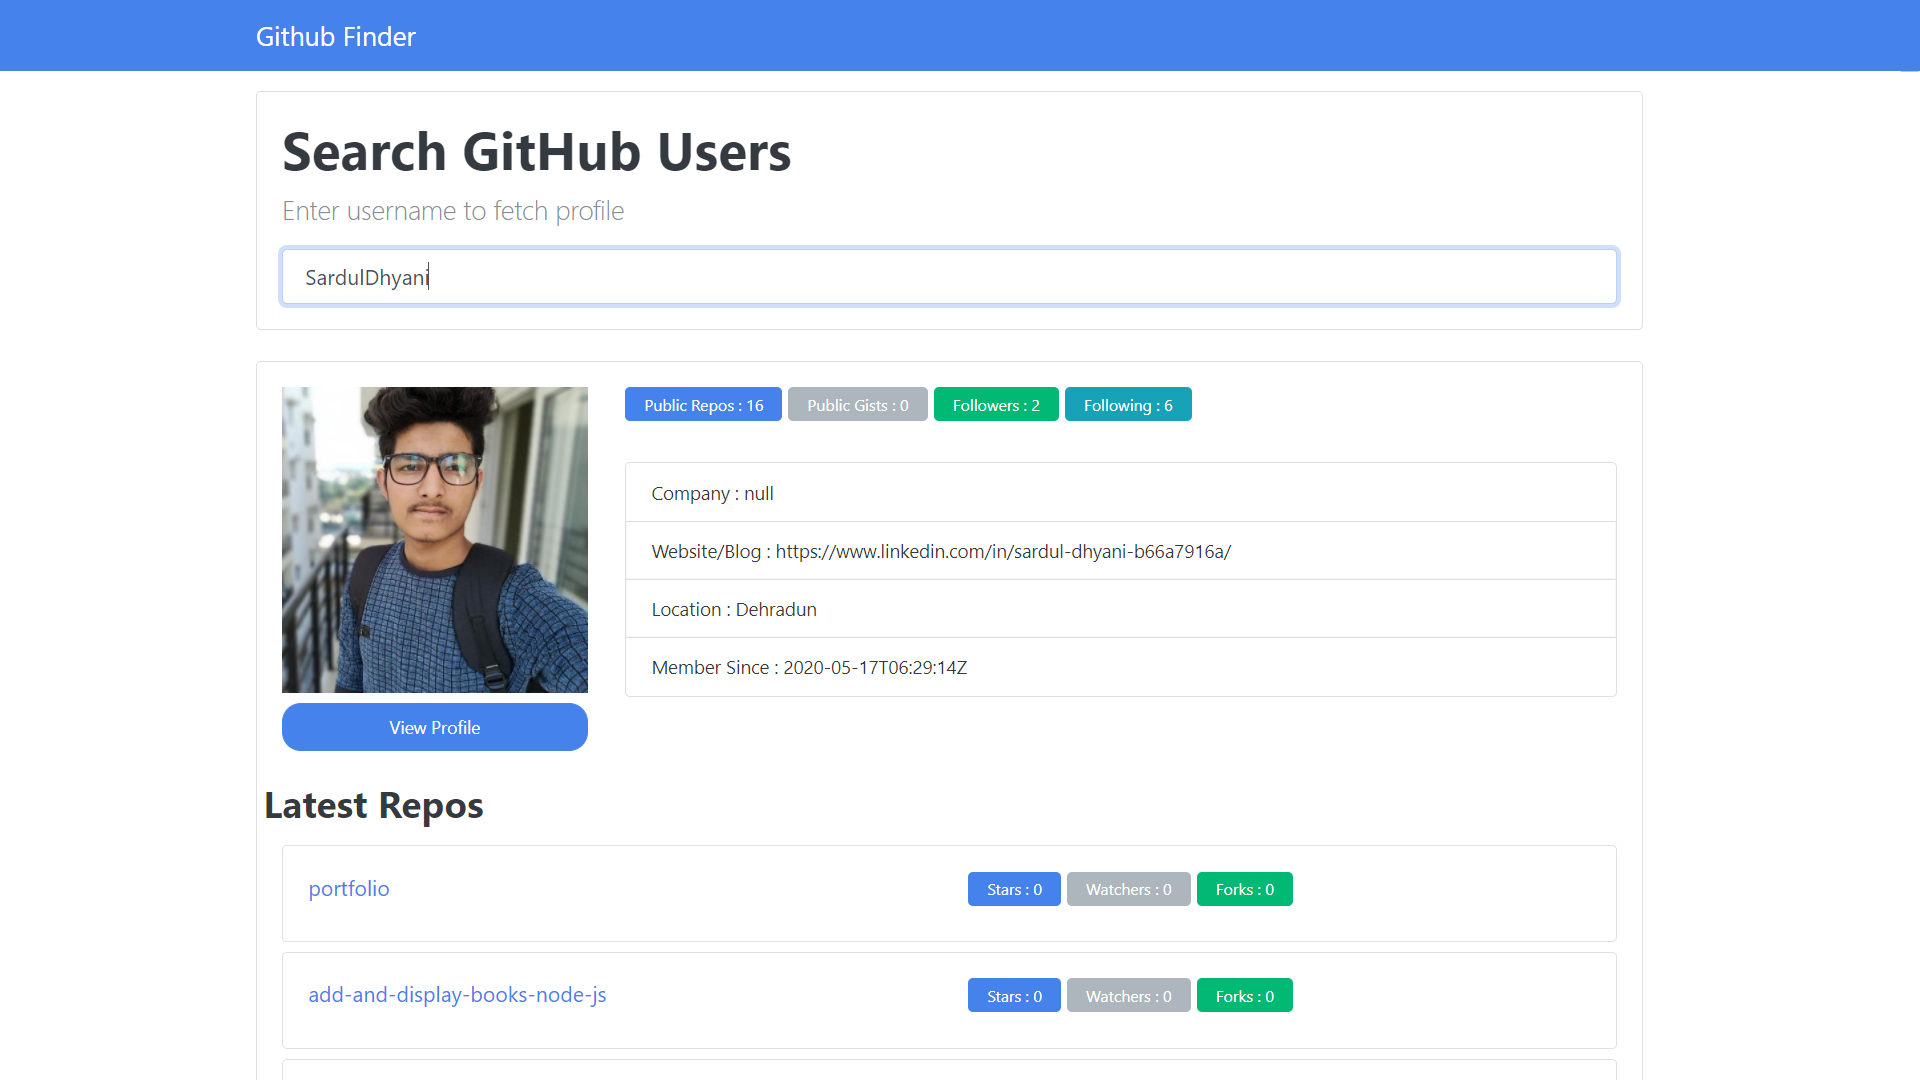 Github Finder
Search GitHub Users
Enter username to fetch profile
SardulDhyani
Public Repos : 16 Public Gists : 0 Followers : 2 Following : 6
Company : null
Website/Blog : https://www.linkedin.com/in/sardul-dhyani-b66a7916a/
Location : Dehradun
Member Since : 2020-05-17T06:29:14Z
View Profile
Latest Repos
portfolio Stars : 0 Watchers : 0 Forks : 0
add-and-display-books-node-js Stars : 0 Watchers : 0 Forks : 0